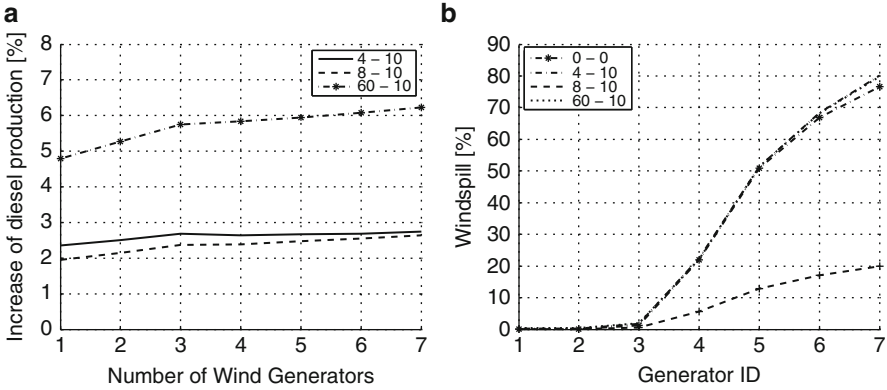 a
Increase of diesel production [%]
8
7
6
5
4
3
2
1
0
4 – 10
8 – 10
60 – 10
1 2 3 4 5 6 7
Number of Wind Generators
b
Windspill [%]
90
80
70
60
50
40
30
20
10
0
0 – 0
4 – 10
8 – 10
60 – 10
1 2 3 4 5 6 7
Generator ID